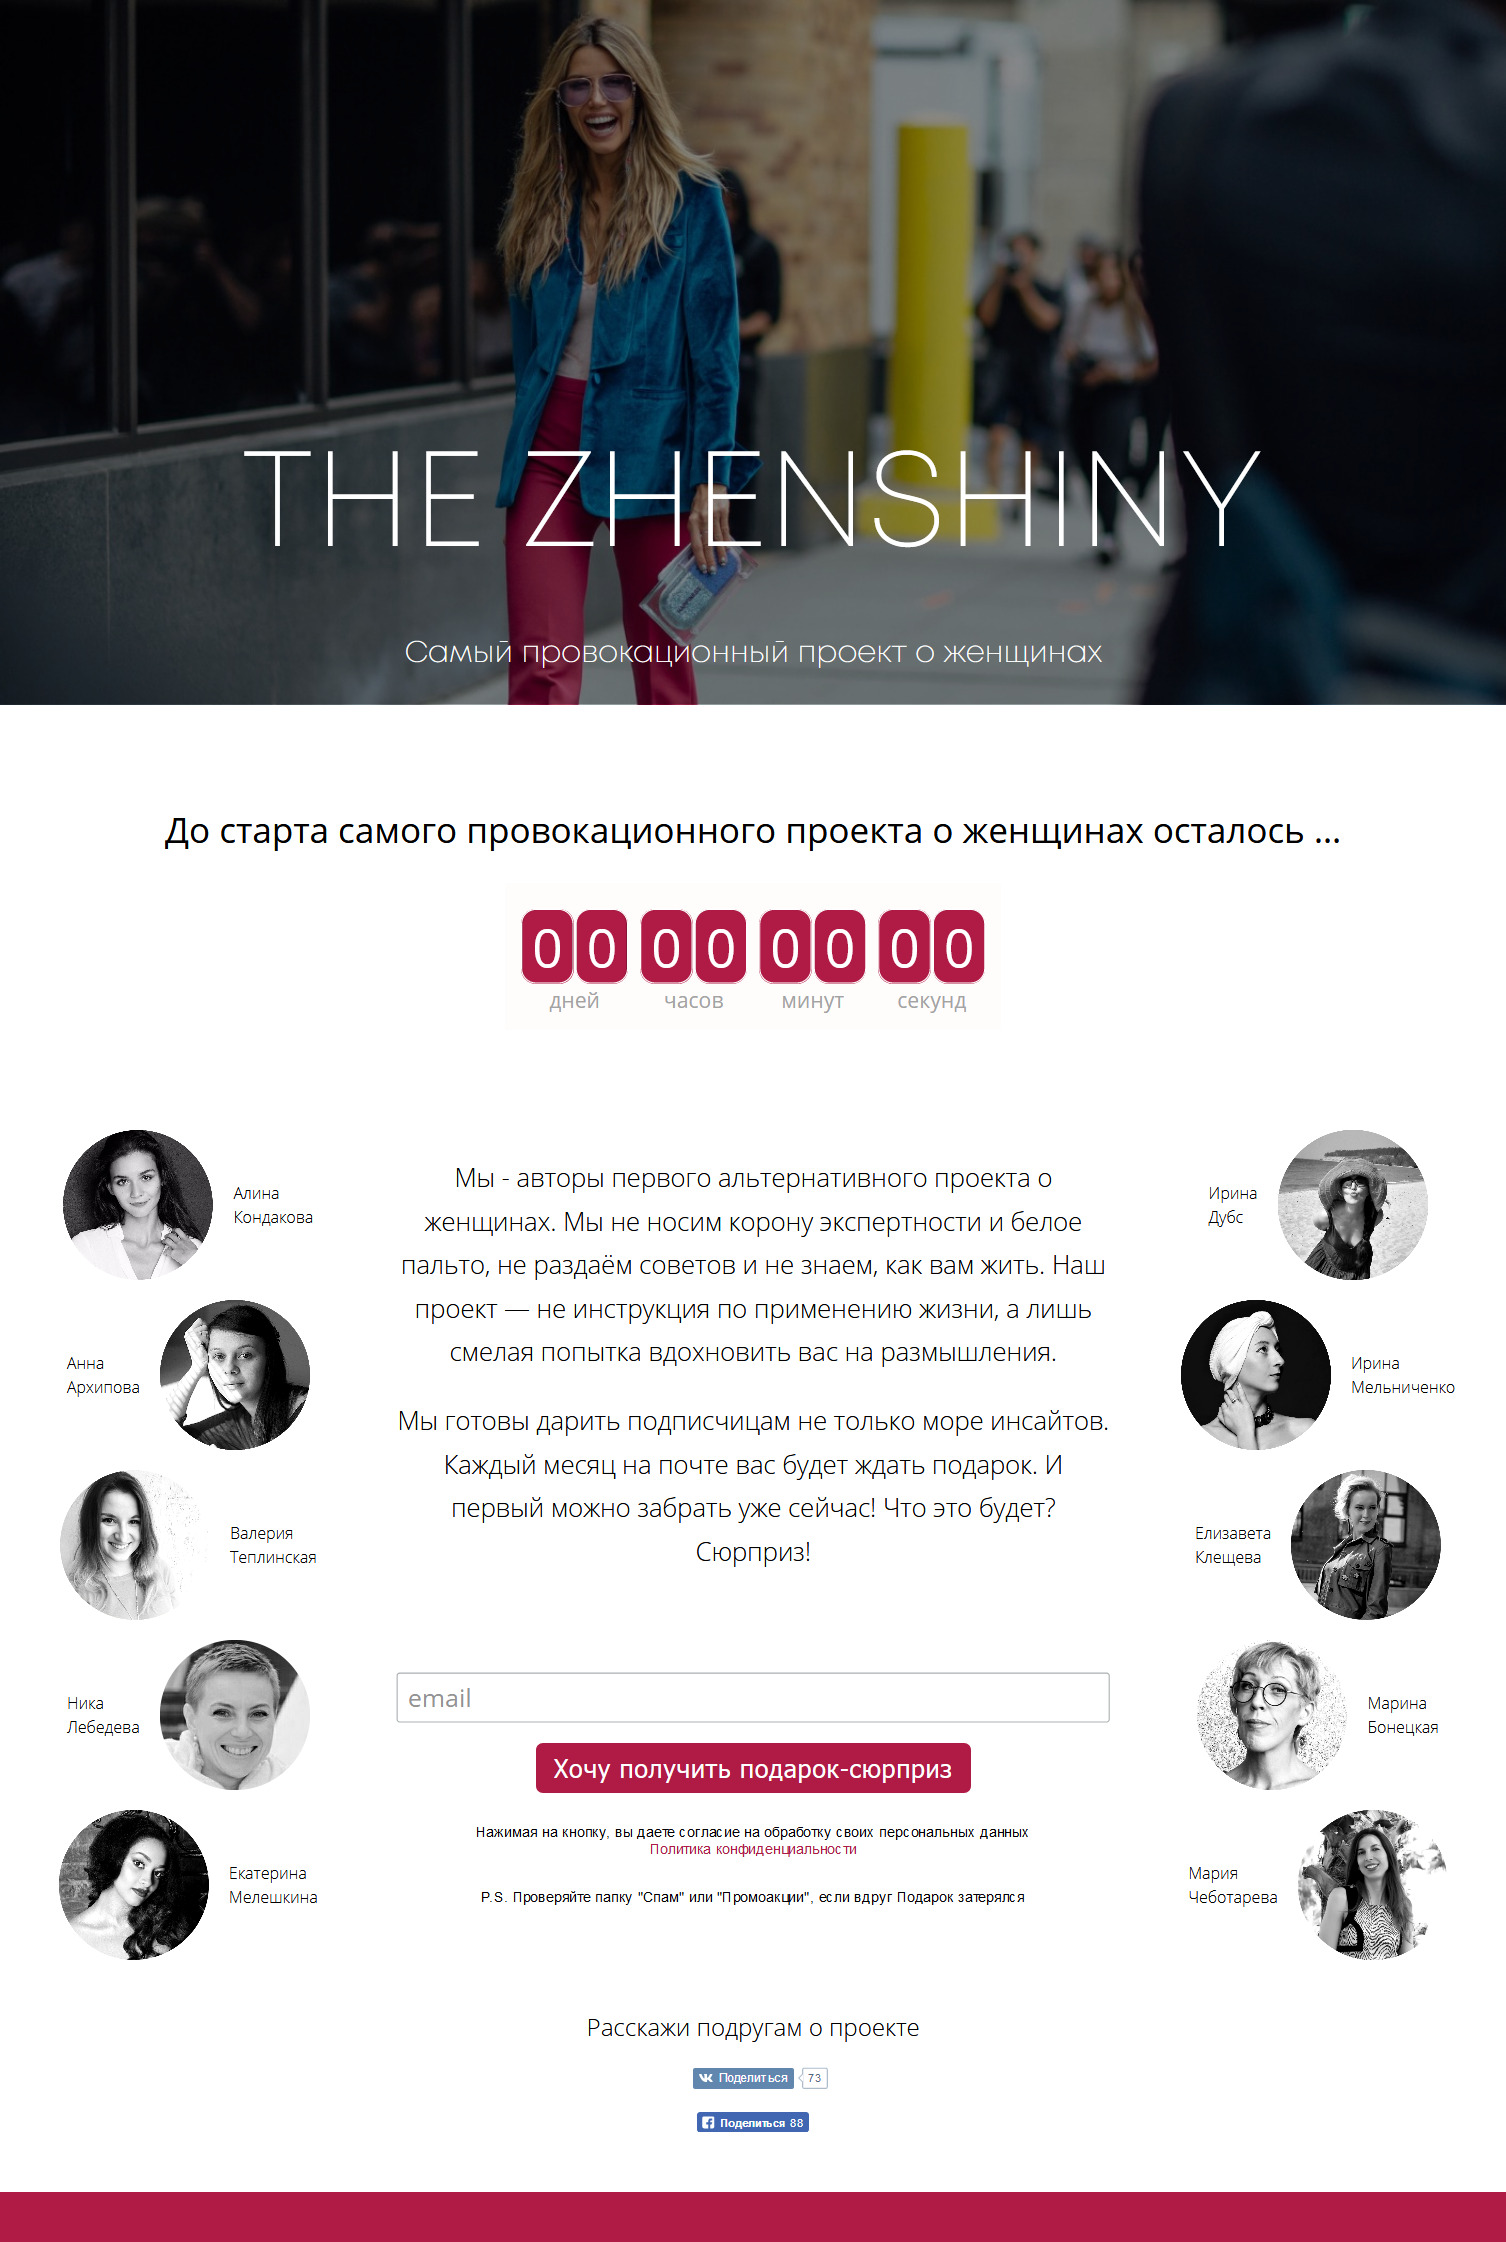 THE ZHENSHINY
Самый провокационный проект о женщинах
До старта самого провокационного проекта о женщинах осталось ...
00 00 00 00
дней часов минут секунд
Алина
Кондакова
Анна
Архипова
Валерия
Теплинская
Ника
Лебедева
Екатерина
Мелешкина
Мы - авторы первого альтернативного проекта о
женщинах. Мы не носим корону экспертности и белое
пальто, не раздаём советов и не знаем, как вам жить. Наш
проект — не инструкция по применению жизни, а лишь
смелая попытка вдохновить вас на размышления.
Мы готовы дарить подписчицам не только море инсайтов.
Каждый месяц на почте вас будет ждать подарок. И
первый можно забрать уже сейчас! Что это будет?
Сюрприз!
email
Хочу получить подарок-сюрприз
Нажимая на кнопку, вы даете согласие на обработку своих персональных данных
Политика конфиденциальности
P.S. Проверяйте папку "Спам" или "Промоакции", если вдруг Подарок затерялся
Ирина
Дубс
Ирина
Мельниченко
Елизавета
Клещева
Марина
Бонецкая
Мария
Чеботарева
Расскажи подругам о проекте
Поделиться 73
Поделиться 88